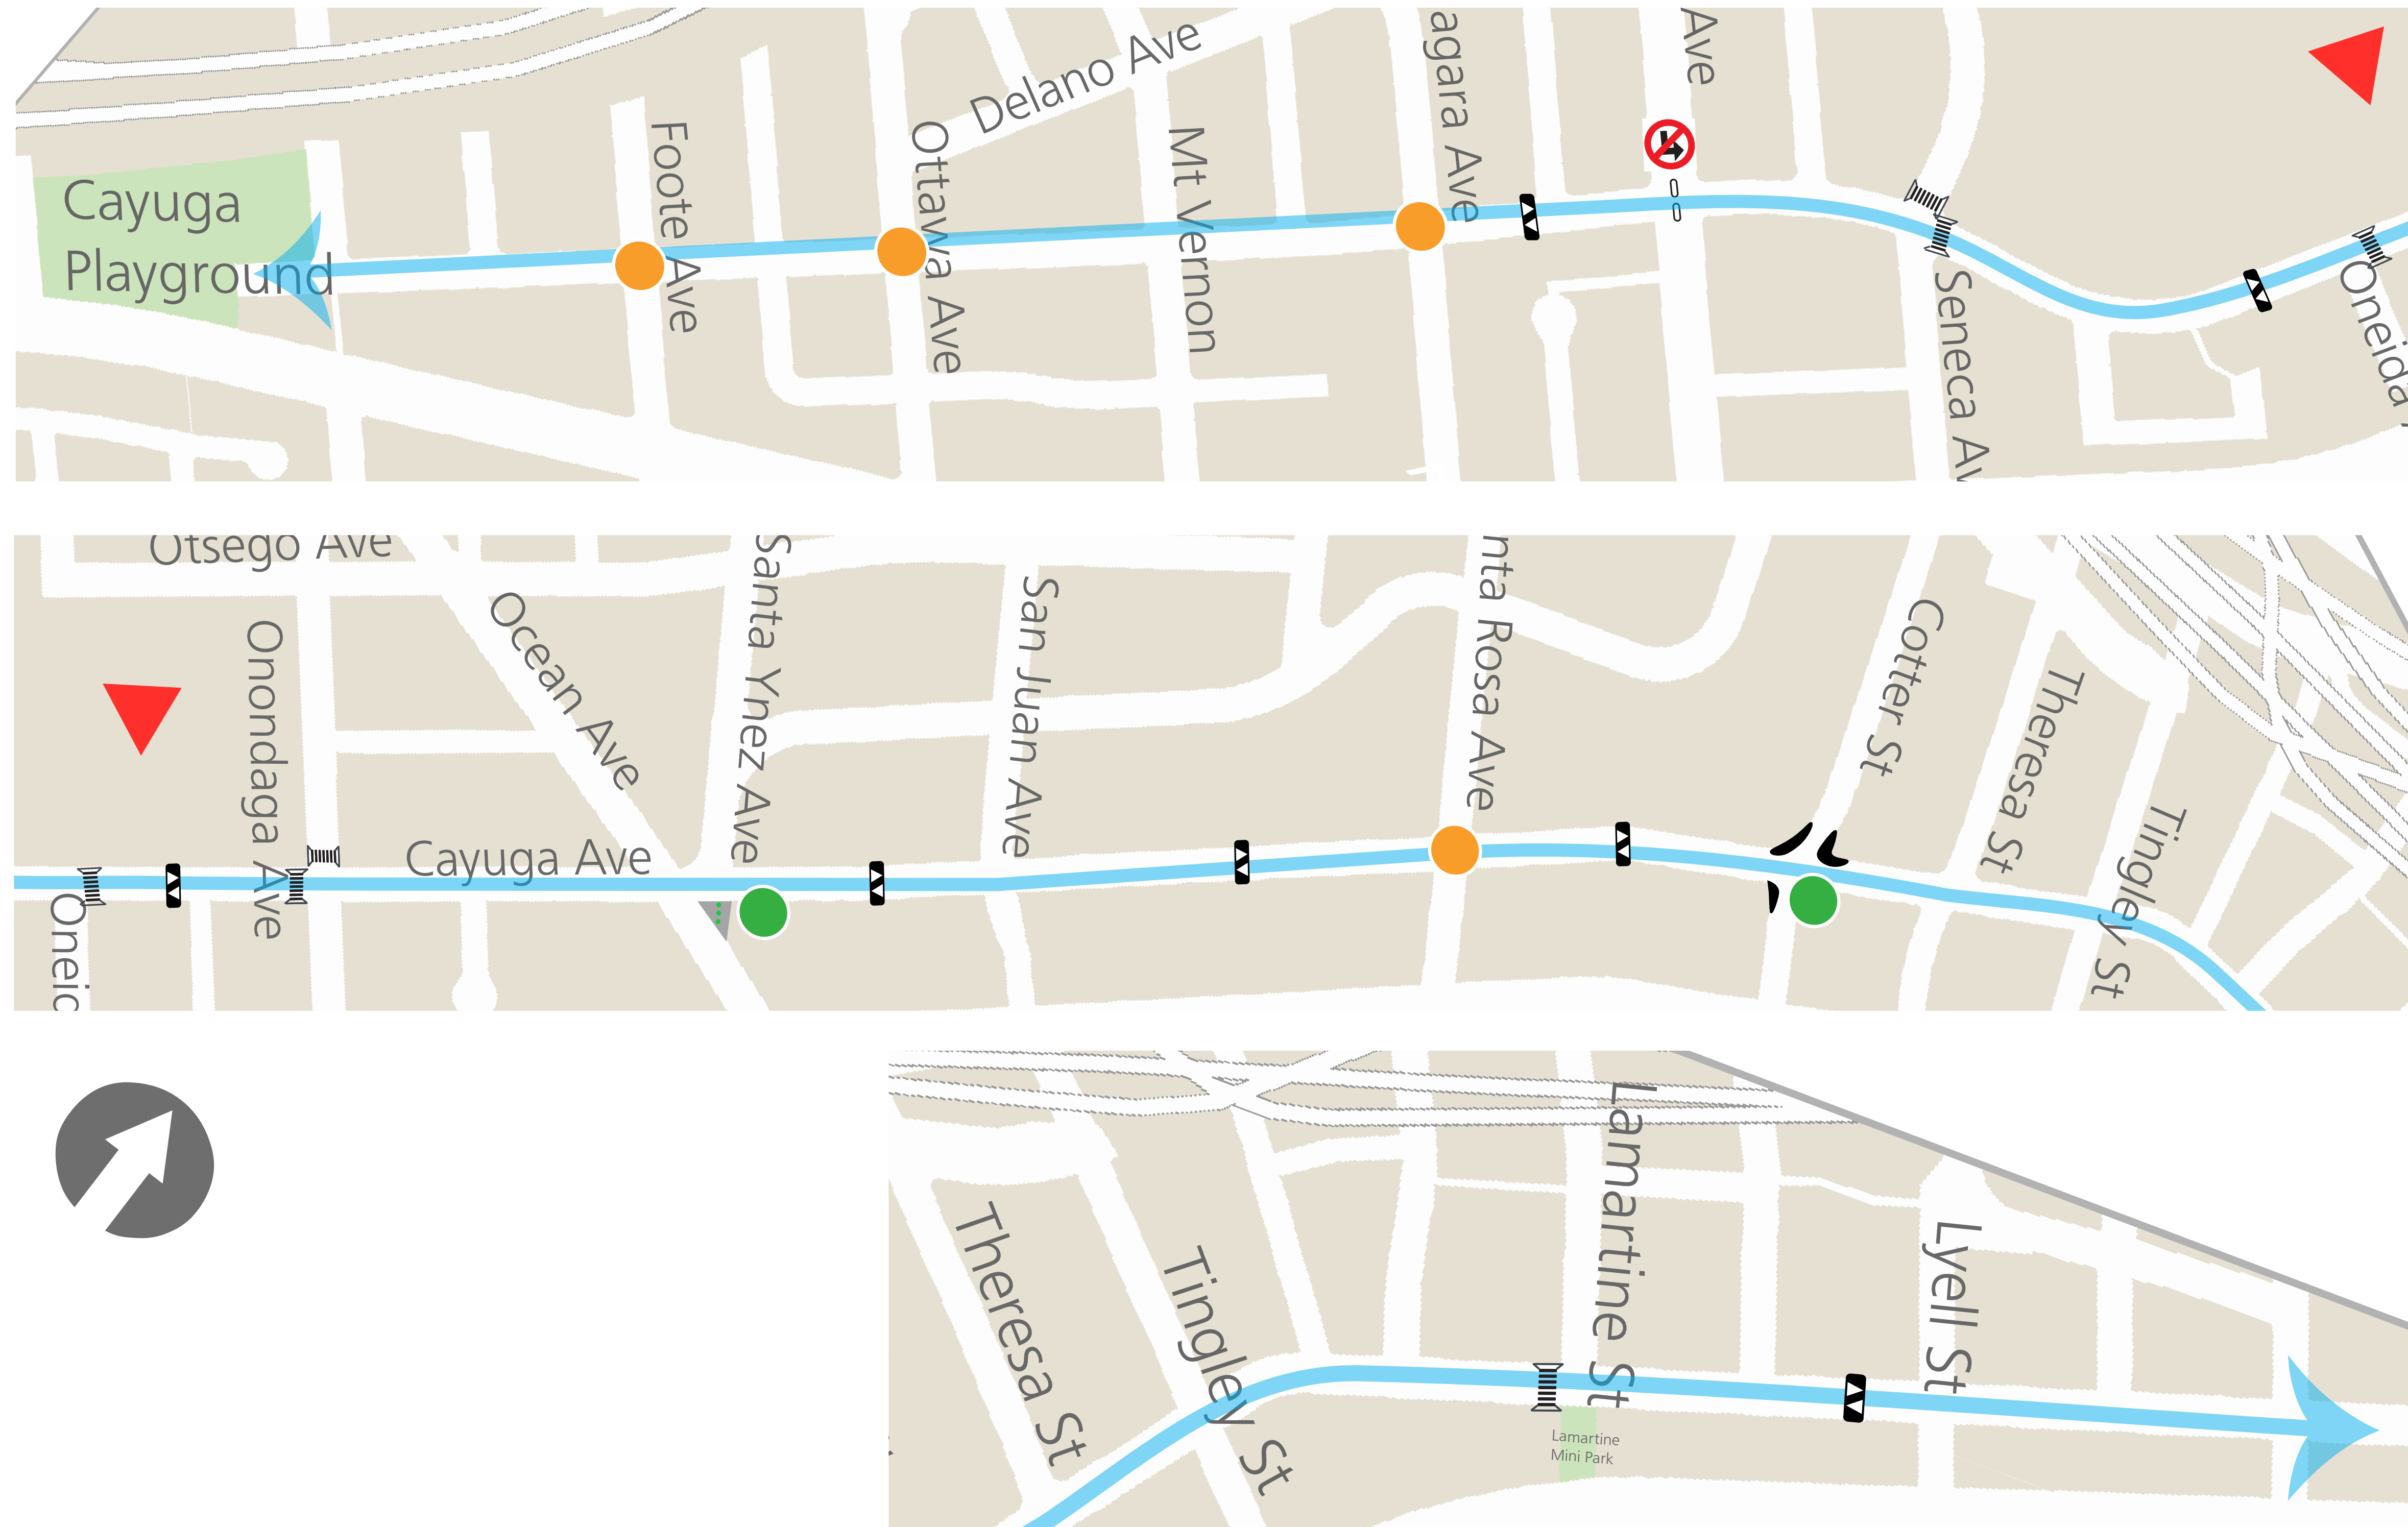 Delano Ave
agara Ave
Ave
Cayuga
Playground
Foote Ave
Ottawa Ave
Mt Vernon
Seneca Av
Oneida
Otsego Ave
Onondaga Ave
Ocean Ave
Santa Ynez Ave
San Juan Ave
nta Rosa Ave
Cotter St
Theresa St
Tingley St
Cayuga Ave
Oneic
Theresa St
Tingley St
Lamartine St
Lyell St
Lamartine
Mini Park